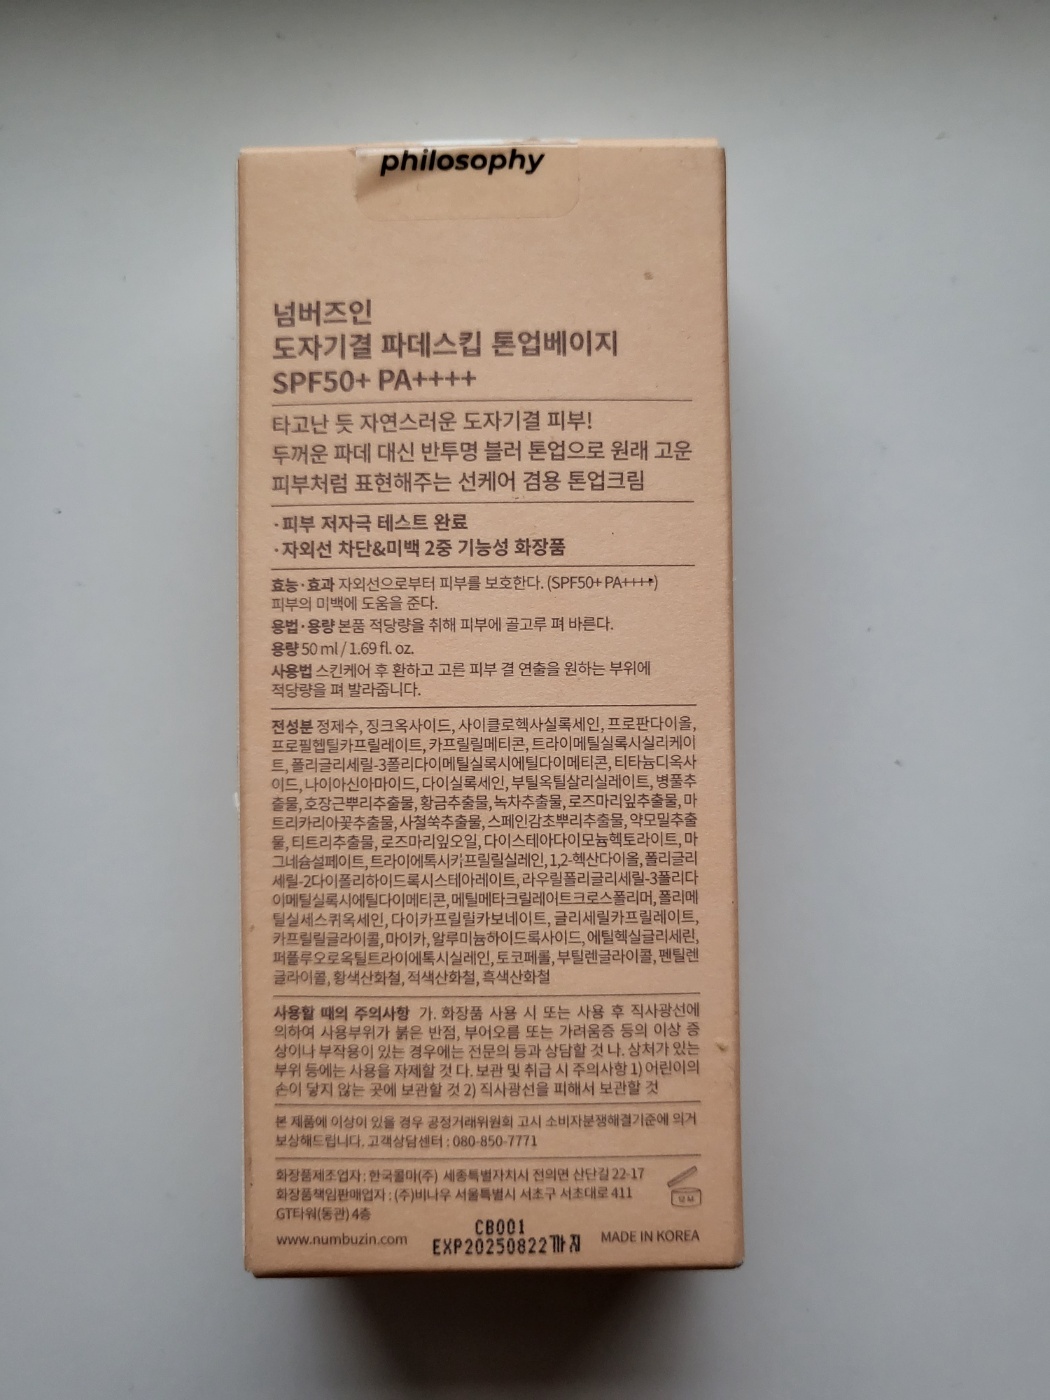 philosophy
넘버즈인
도자기결 파데스킵 톤업베이지
SPF50+ PA++++
타고난 듯 자연스러운 도자기결 피부!
두꺼운 파데 대신 반투명 블러 톤업으로 원래 고운
피부처럼 표현해주는 선케어 겸용 톤업크림
·피부 저자극 테스트 완료
·자외선 차단&미백 2중 기능성 화장품
효능·효과 자외선으로부터 피부를 보호한다. (SPF50+ PA++++)
피부의 미백에 도움을 준다.
용법·용량 본품 적당량을 취해 피부에 골고루 펴 바른다.
용량 50 ml / 1.69 fl. oz.
사용법 스킨케어 후 환하고 고른 피부 결 연출을 원하는 부위에
적당량을 펴 발라줍니다.
전성분 정제수, 징크옥사이드, 사이클로헥사실록세인, 프로판다이올,
프로필헵틸카프릴레이트, 카프릴릴메티콘, 트라이메틸실록시실리케이
트, 폴리글리세릴-3폴리다이메틸실록시에틸다이메티콘, 티타늄디옥사
이드, 나이아신아마이드, 다이실록세인, 부틸옥틸살리실레이트, 병풀추
출물, 호장근뿌리추출물, 황금추출물, 녹차추출물, 로즈마리잎추출물, 마
트리카리아꽃추출물, 사철쑥추출물, 스페인감초뿌리추출물, 약모밀추출
물, 티트리추출물, 로즈마리잎오일, 다이스테아다이모늄헥토라이트, 마
그네슘설페이트, 트라이에톡시카프릴릴실레인, 1,2-헥산다이올, 폴리글리
세릴-2다이폴리하이드록시스테아레이트, 라우릴폴리글리세릴-3폴리다
이메틸실록시에틸다이메티콘, 메틸메타크릴레이트크로스폴리머, 폴리메
틸실세스퀴옥세인, 다이카프릴릴카보네이트, 글리세릴카프릴레이트,
카프릴릴글라이콜, 마이카, 알루미늄하이드록사이드, 에틸헥실글리세린,
퍼플루오로옥틸트라이에톡시실레인, 토코페롤, 부틸렌글라이콜, 펜틸렌
글라이콜, 황색산화철, 적색산화철, 흑색산화철
사용할 때의 주의사항 가. 화장품 사용 시 또는 사용 후 직사광선에
의하여 사용부위가 붉은 반점, 부어오름 또는 가려움증 등의 이상 증
상이나 부작용이 있는 경우에는 전문의 등과 상담할 것 나. 상처가 있는
부위 등에는 사용을 자제할 것 다. 보관 및 취급 시 주의사항 1) 어린이의
손이 닿지 않는 곳에 보관할 것 2) 직사광선을 피해서 보관할 것
본 제품에 이상이 있을 경우 공정거래위원회 고시 소비자분쟁해결기준에 의거
보상해드립니다. 고객상담센터 : 080-850-7771
화장품제조업자 : 한국콜마(주) 세종특별자치시 전의면 산단길 22-17
화장품책임판매업자 : (주)비나우 서울특별시 서초구 서초대로 411
GT타워(동관) 4층
12 M
www.numbuzin.com
CB001
EXP20250822까지
MADE IN KOREA